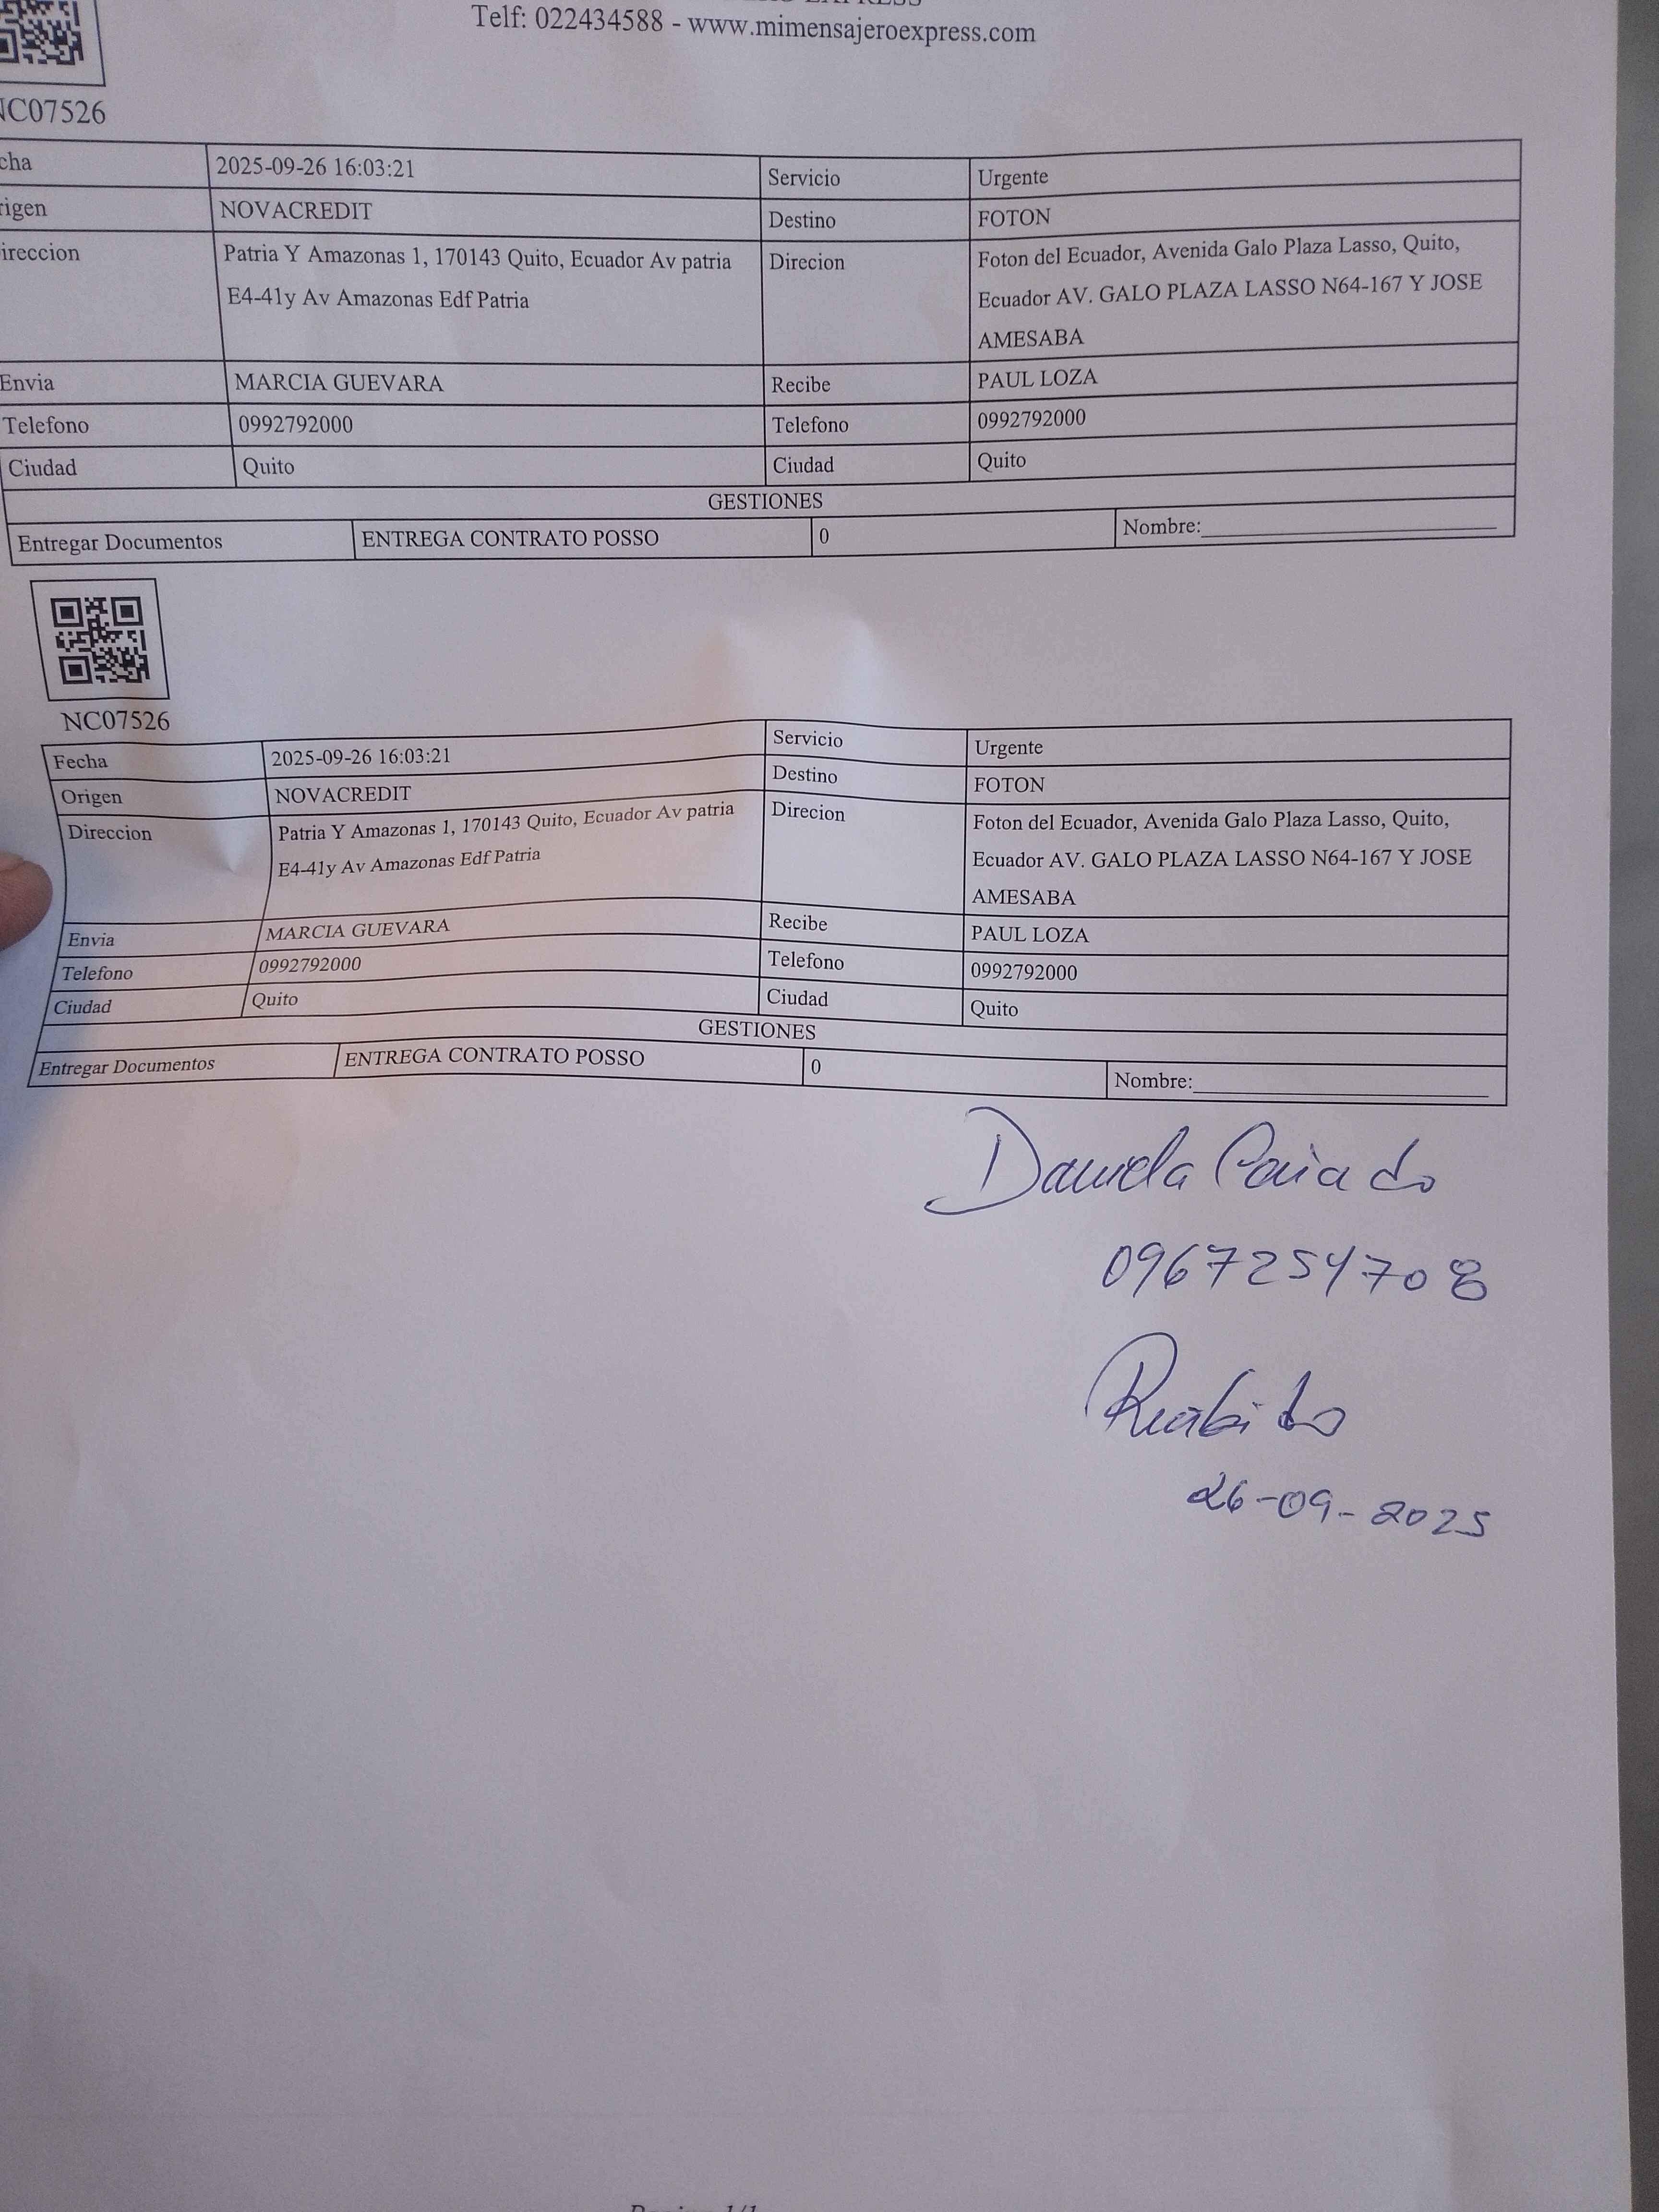 Telf: 022434588 - www.mimensajeroexpress.com
NC07526
cha 2025-09-26 16:03:21 Servicio Urgente
rigen NOVACREDIT Destino FOTON
ireccion Patria Y Amazonas 1, 170143 Quito, Ecuador Av patria Direcion Foton del Ecuador, Avenida Galo Plaza Lasso, Quito,
E4-41y Av Amazonas Edf Patria Ecuador AV. GALO PLAZA LASSO N64-167 Y JOSE
AMESABA
Envia MARCIA GUEVARA Recibe PAUL LOZA
Telefono 0992792000 Telefono 0992792000
Ciudad Quito Ciudad Quito
GESTIONES
Entregar Documentos ENTREGA CONTRATO POSSO 0 Nombre:
NC07526
Fecha 2025-09-26 16:03:21 Servicio Urgente
Origen NOVACREDIT Destino FOTON
Direccion Patria Y Amazonas 1, 170143 Quito, Ecuador Av patria Direcion Foton del Ecuador, Avenida Galo Plaza Lasso, Quito,
E4-41y Av Amazonas Edf Patria Ecuador AV. GALO PLAZA LASSO N64-167 Y JOSE
AMESABA
Envia MARCIA GUEVARA Recibe PAUL LOZA
Telefono 0992792000 Telefono 0992792000
Ciudad Quito Ciudad Quito
GESTIONES
Entregar Documentos ENTREGA CONTRATO POSSO 0 Nombre:
Daniela
0967254708
Recibido
26-09-2025